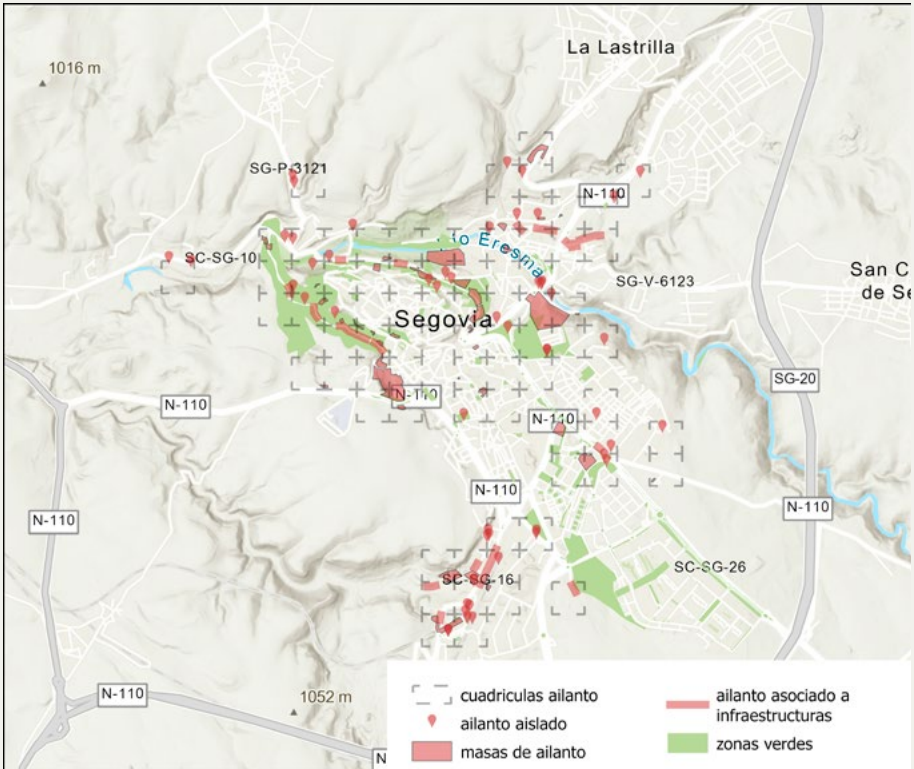 La Lastrilla
1016 m
SG-P-3121
N-110
Río Eresma
SC-SG-10
SG-V-6123
San C
de Se
Segovia
SG-20
N-110
N-110
N-110
N-110
N-110
N-110
SC-SG-26
SC-SG-16
N-110
1052 m
N
cuadriculas ailanto
ailanto aislado
masas de ailanto
ailanto asociado a
infraestructuras
zonas verdes